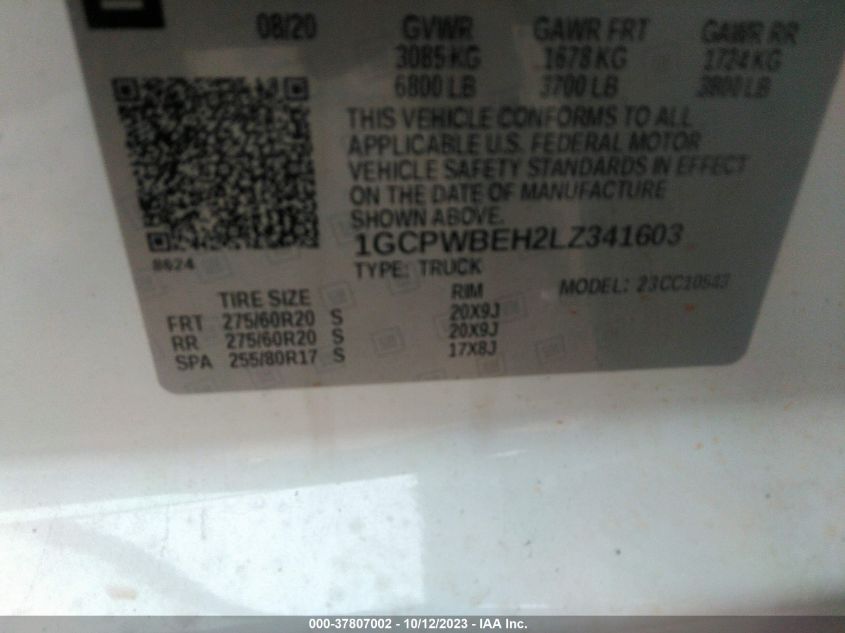 08/20 GVWR GAWR FRT GAWR RR
3085 KG 1678 KG 1724 KG
6800 LB 3700 LB 3800 LB
THIS VEHICLE CONFORMS TO ALL
APPLICABLE U.S. FEDERAL MOTOR
VEHICLE SAFETY STANDARDS IN EFFECT
ON THE DATE OF MANUFACTURE
SHOWN ABOVE.
1GCPWBEH2LZ341603
8624
TYPE: TRUCK
MODEL: 23CC10543
TIRE SIZE RIM
FRT 275/60R20 S 20X9J
RR 275/60R20 S 20X9J
SPA 255/80R17 S 17X8J
000-37807002 - 10/12/2023 - IAA Inc.